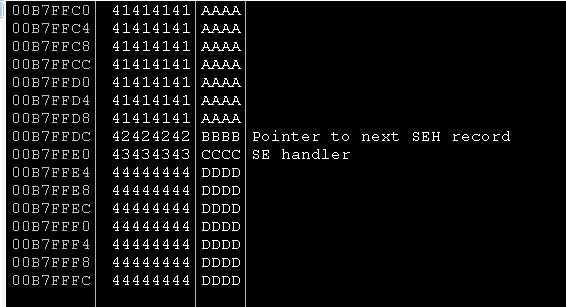 00B7FFC0 41414141 AAAA
00B7FFC4 41414141 AAAA
00B7FFC8 41414141 AAAA
00B7FFCC 41414141 AAAA
00B7FFD0 41414141 AAAA
00B7FFD4 41414141 AAAA
00B7FFD8 41414141 AAAA
00B7FFDC 42424242 BBBB Pointer to next SEH record
00B7FFE0 43434343 CCCC SE handler
00B7FFE4 44444444 DDDD
00B7FFE8 44444444 DDDD
00B7FFEC 44444444 DDDD
00B7FFF0 44444444 DDDD
00B7FFF4 44444444 DDDD
00B7FFF8 44444444 DDDD
00B7FFFC 44444444 DDDD